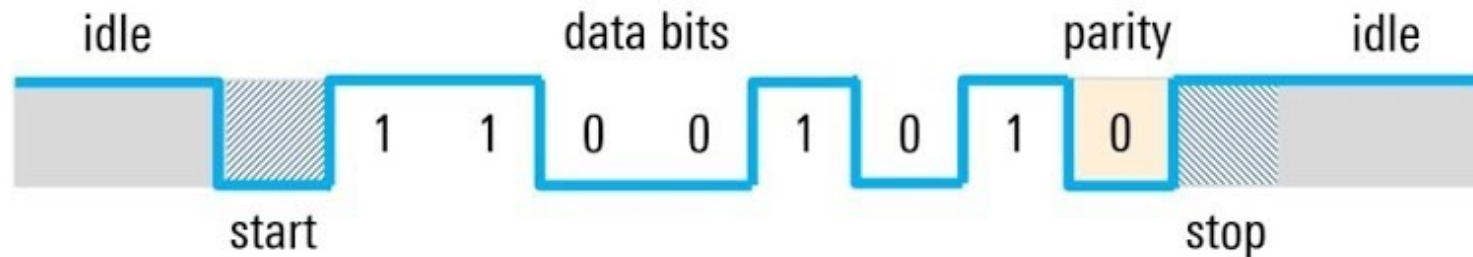 idle data bits parity idle
1 1 0 0 1 0 1 0
start stop